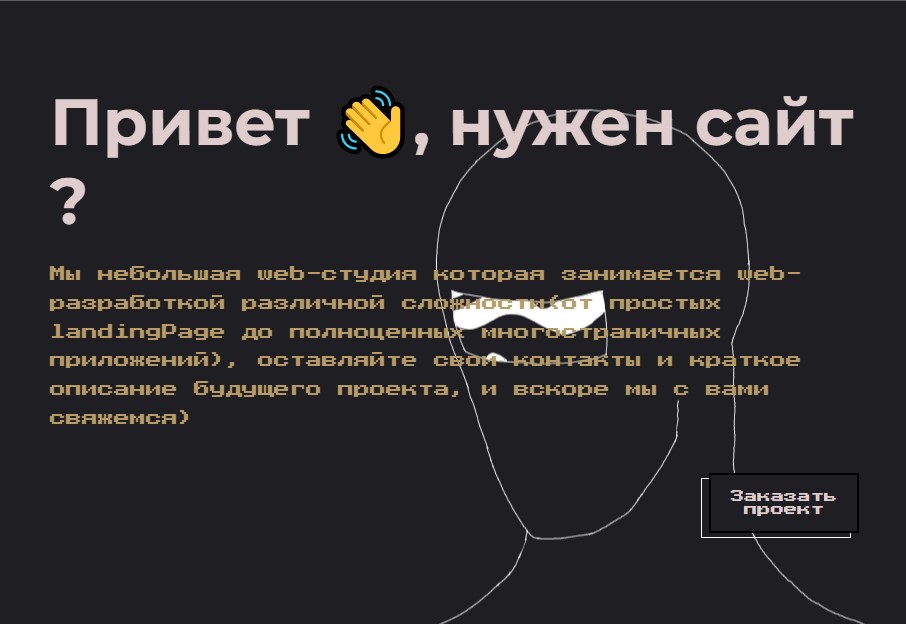 Привет 👋, нужен сайт
?
Мы небольшая web-студия которая занимается web-
разработкой различной сложности(от простых
landingPage до полноценных многостраничных
приложений), оставляйте свои контакты и краткое
описание будущего проекта, и вскоре мы с вами
свяжемся)
Заказать
проект